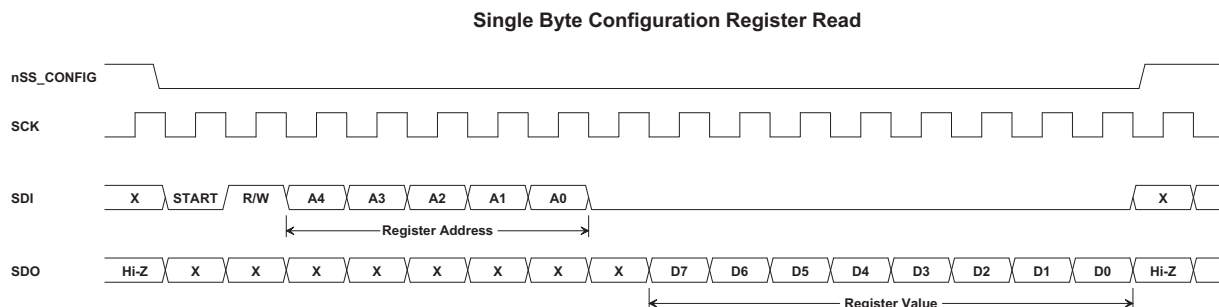 Single Byte Configuration Register Read
nSS_CONFIG
SCK
SDI X START R/W A4 A3 A2 A1 A0 X
Register Address
SDO Hi-Z X X X X X X X X D7 D6 D5 D4 D3 D2 D1 D0 Hi-Z
Register Value